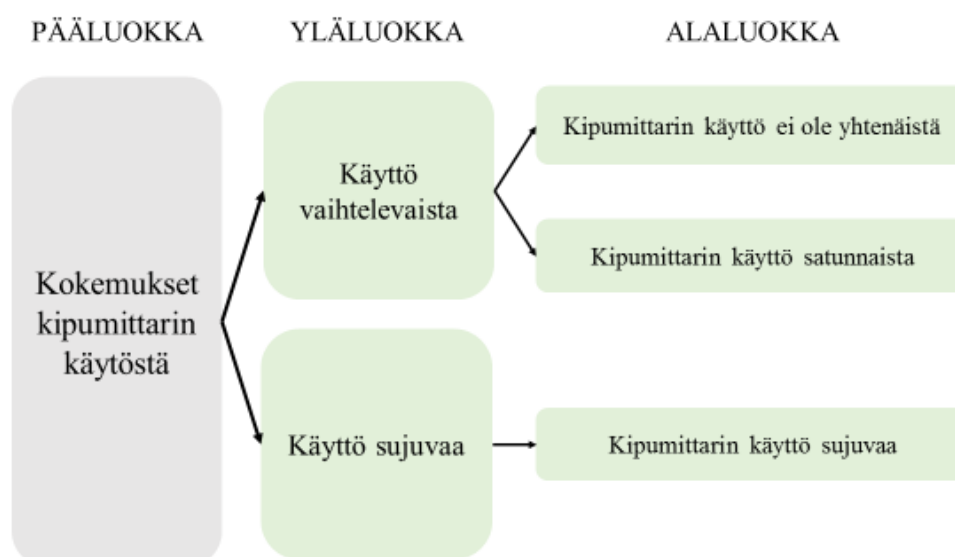 PÄÄLUOKKA
YLÄLUOKKA
ALALUOKKA
Kokemukset
kipumittarin
käytöstä
Käyttö
vaihtelevaista
Kipumittarin käyttö ei ole yhtenäistä
Kipumittarin käyttö satunnaista
Käyttö sujuvaa
Kipumittarin käyttö sujuvaa